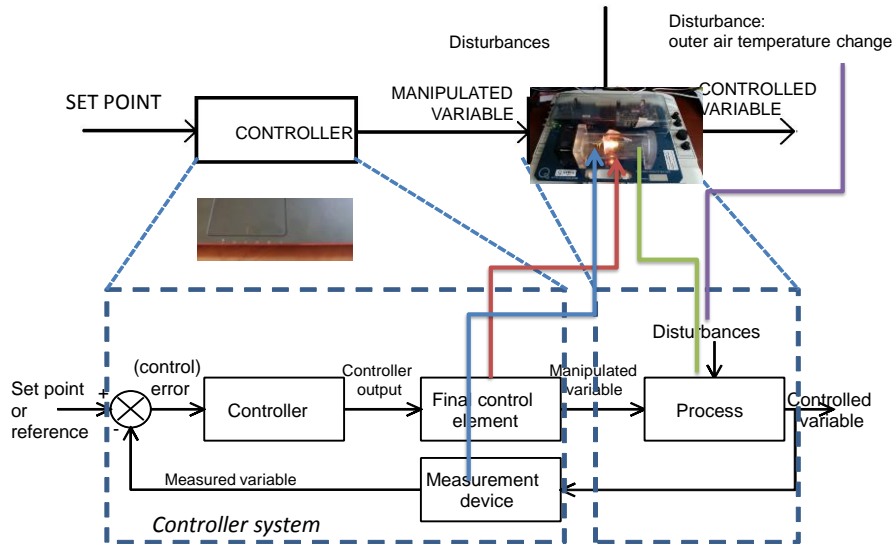 Disturbances
Disturbance:
outer air temperature change
SET POINT
MANIPULATED
VARIABLE
CONTROLLED
VARIABLE
CONTROLLER
Disturbances
Set point
or
reference
+
-
(control)
error
Controller
Controller
output
Final control
element
Manipulated
variable
Process
Controlled
variable
Measured variable
Measurement
device
Controller system